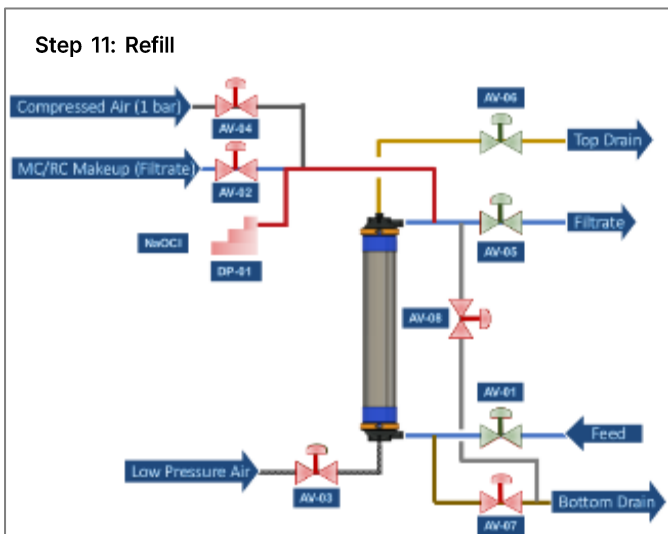 Step 11: Refill
AV-06
Compressed Air (1 bar)
AV-04
Top Drain
MC/RC Makeup (Filtrate)
AV-02
Filtrate
NaOCl
AV-05
DP-01
AV-08
AV-01
Feed
Low Pressure Air
AV-03
Bottom Drain
AV-07